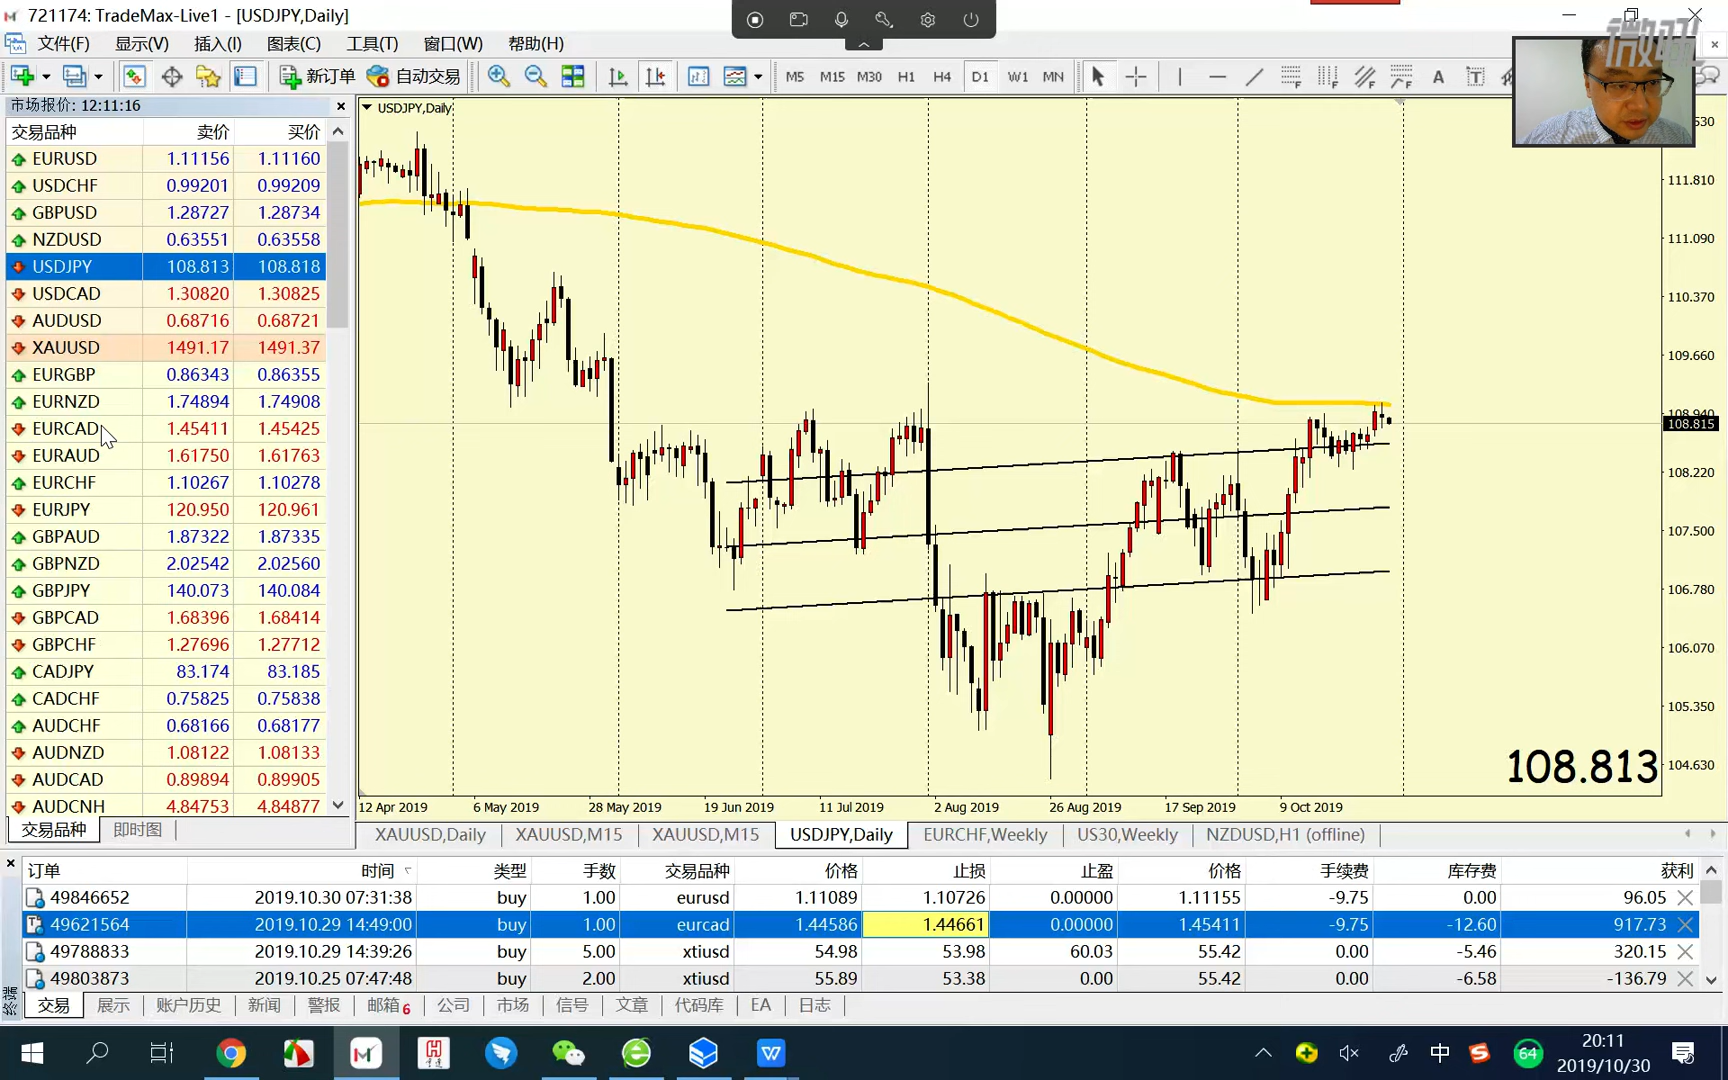 721174: TradeMax-Live1 - [USDJPY,Daily]
文件(F) 显示(V) 插入(I) 图表(C) 工具(T) 窗口(W) 帮助(H)
新订单 自动交易 M5 M15 M30 H1 H4 D1 W1 MN A T
市场报价: 12:11:16
交易品种 卖价 买价
EURUSD 1.11156 1.11160
USDCHF 0.99201 0.99209
GBPUSD 1.28727 1.28734
NZDUSD 0.63551 0.63558
USDJPY 108.813 108.818
USDCAD 1.30820 1.30825
AUDUSD 0.68716 0.68721
XAUUSD 1491.17 1491.37
EURGBP 0.86343 0.86355
EURNZD 1.74894 1.74908
EURCAD 1.45411 1.45425
EURAUD 1.61750 1.61763
EURCHF 1.10267 1.10278
EURJPY 120.950 120.961
GBPAUD 1.87322 1.87335
GBPNZD 2.02542 2.02560
GBPJPY 140.073 140.084
GBPCAD 1.68396 1.68414
GBPCHF 1.27696 1.27712
CADJPY 83.174 83.185
CADCHF 0.75825 0.75838
AUDCHF 0.68166 0.68177
AUDNZD 1.08122 1.08133
AUDCAD 0.89894 0.89905
AUDCNH 4.84753 4.84877
交易品种 即时图
USDJPY,Daily
111.810
111.090
110.370
109.660
108.940
108.815
108.220
107.500
106.780
106.070
105.350
104.630
108.813
12 Apr 2019 6 May 2019 28 May 2019 19 Jun 2019 11 Jul 2019 2 Aug 2019 26 Aug 2019 17 Sep 2019 9 Oct 2019
XAUUSD,Daily XAUUSD,M15 XAUUSD,M15 USDJPY,Daily EURCHF,Weekly US30,Weekly NZDUSD,H1 (offline)
订单 时间 类型 手数 交易品种 价格 止损 止盈 价格 手续费 库存费 获利
49846652 2019.10.30 07:31:38 buy 1.00 eurusd 1.11089 1.10726 0.00000 1.11155 -9.75 0.00 96.05
49621564 2019.10.29 14:49:00 buy 1.00 eurcad 1.44586 1.44661 0.00000 1.45411 -9.75 -12.60 917.73
49788833 2019.10.29 14:39:26 buy 5.00 xtiusd 54.98 53.98 60.03 55.42 0.00 -5.46 320.15
49803873 2019.10.25 07:47:48 buy 2.00 xtiusd 55.89 53.38 0.00 55.42 0.00 -6.58 -136.79
终端
交易 展示 账户历史 新闻 警报 邮箱6 公司 市场 信号 文章 代码库 EA 日志
中 64 20:11
2019/10/30